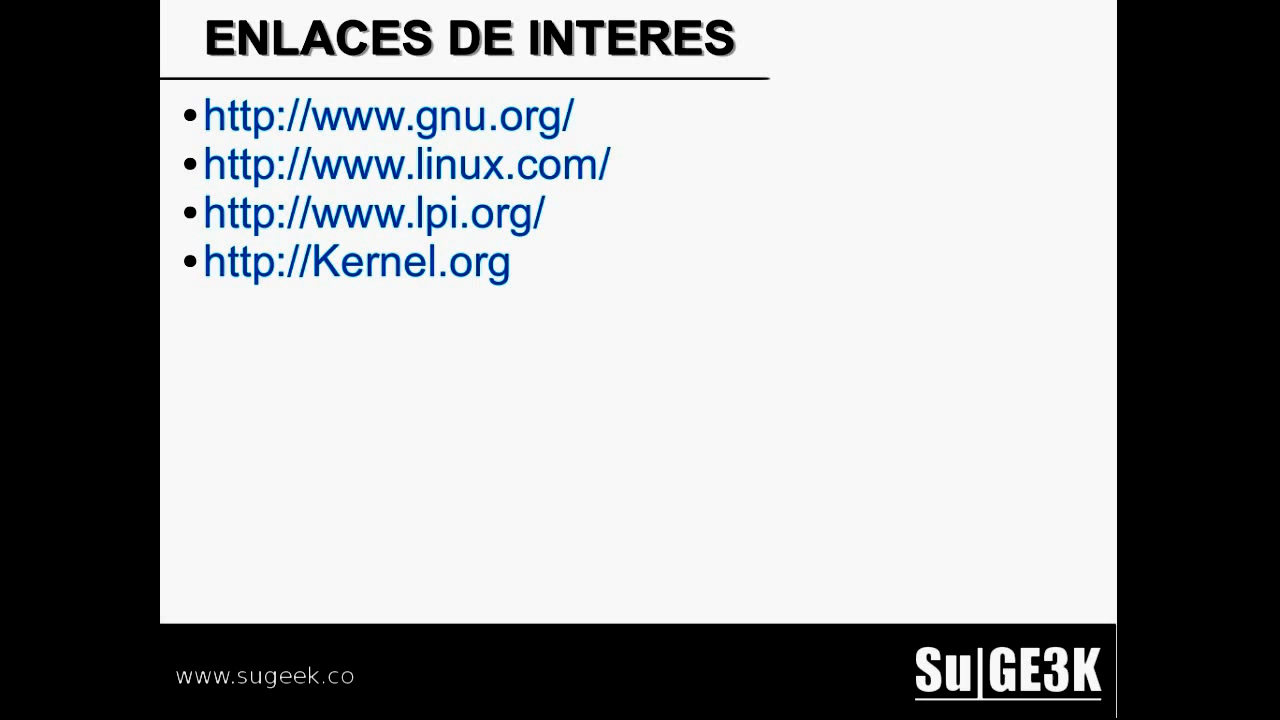 ENLACES DE INTERES
•http://www.gnu.org/
•http://www.linux.com/
•http://www.lpi.org/
•http://Kernel.org
www.sugeek.co
Su|GE3K